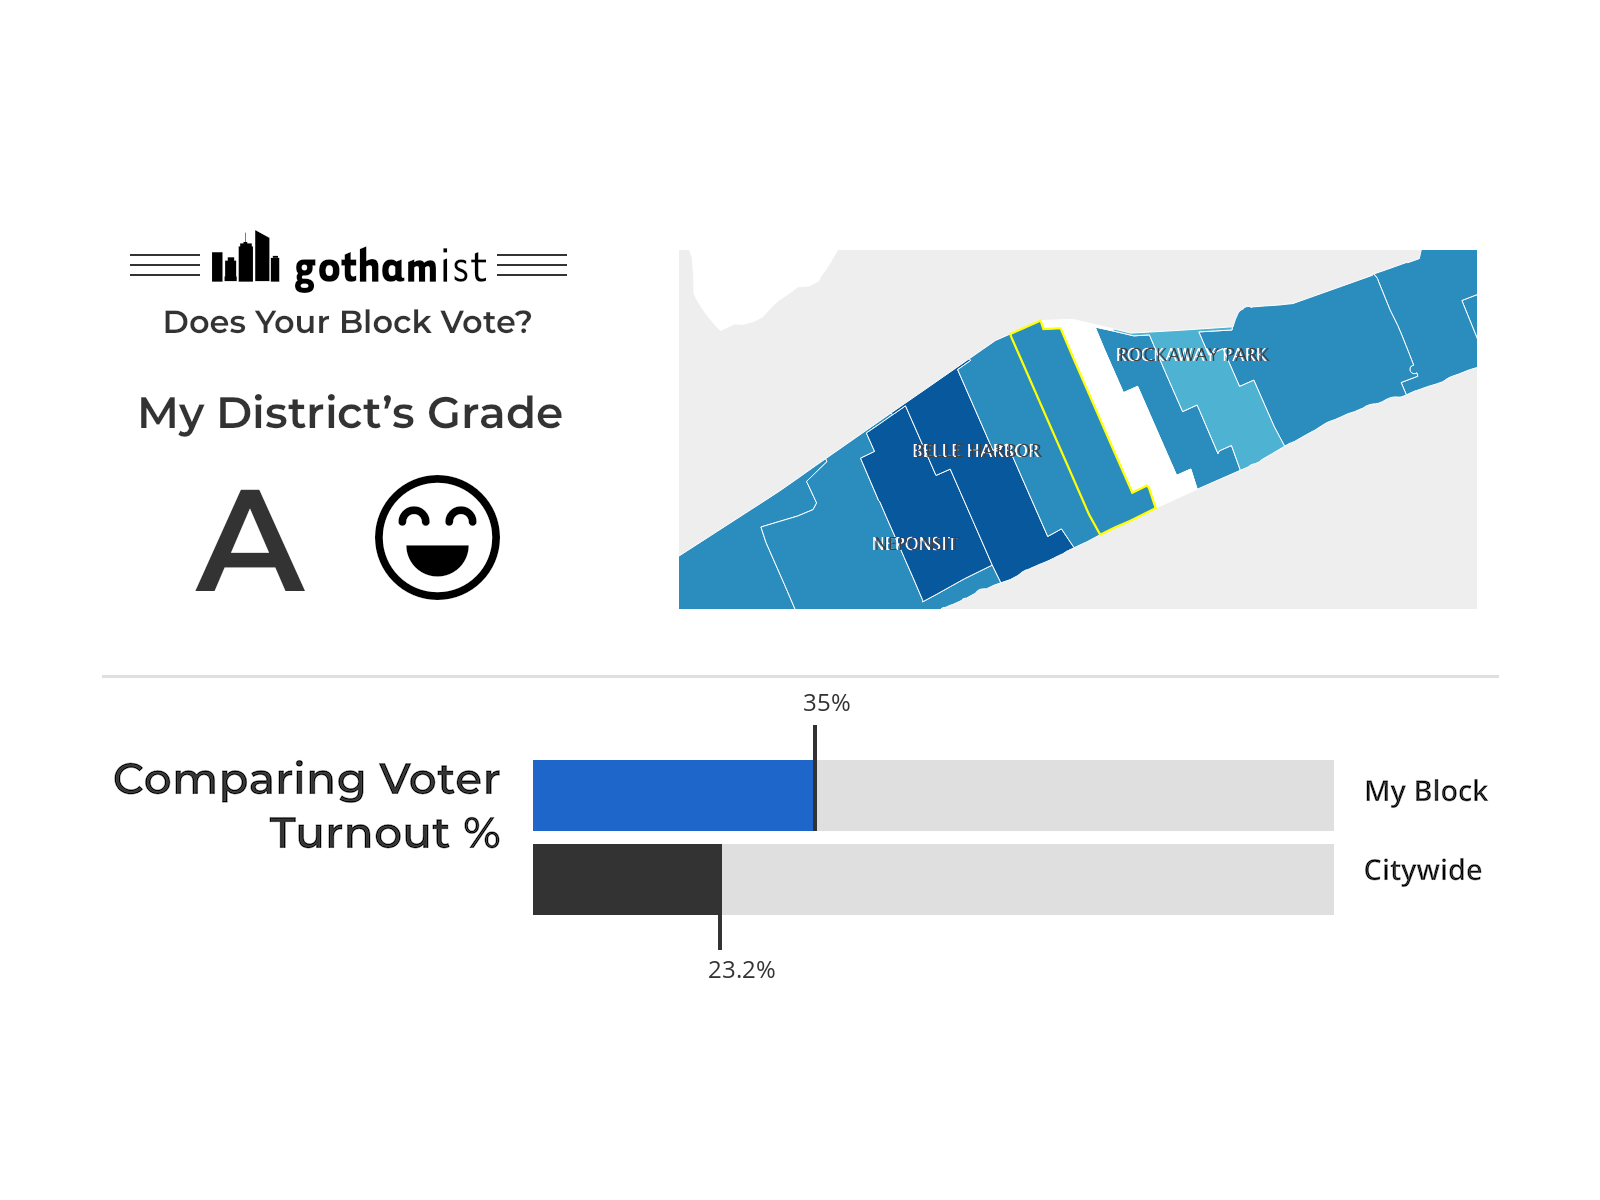 gothamist
Does Your Block Vote?
My District’s Grade
A
ROCKAWAY PARK
BELLE HARBOR
NEPONSIT
35%
Comparing Voter
Turnout %
My Block
Citywide
23.2%